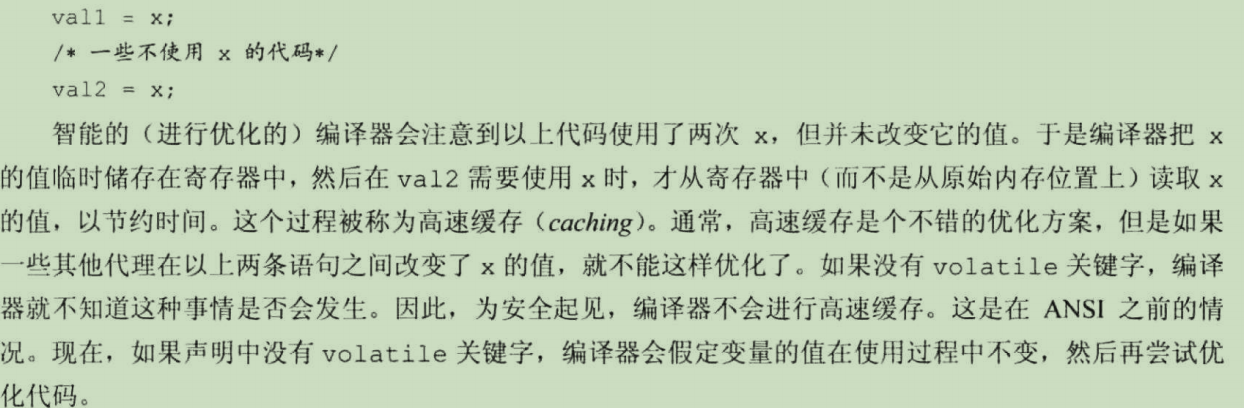 val1 = x;
/* 一些不使用 x 的代码*/
val2 = x;
智能的（进行优化的）编译器会注意到以上代码使用了两次 x，但并未改变它的值。于是编译器把 x
的值临时储存在寄存器中，然后在 val2 需要使用 x 时，才从寄存器中（而不是从原始内存位置上）读取 x
的值，以节约时间。这个过程被称为高速缓存（caching）。通常，高速缓存是个不错的优化方案，但是如果
一些其他代理在以上两条语句之间改变了 x 的值，就不能这样优化了。如果没有 volatile 关键字，编译
器就不知道这种事情是否会发生。因此，为安全起见，编译器不会进行高速缓存。这是在 ANSI 之前的情
况。现在，如果声明中没有 volatile 关键字，编译器会假定变量的值在使用过程中不变，然后再尝试优
化代码。